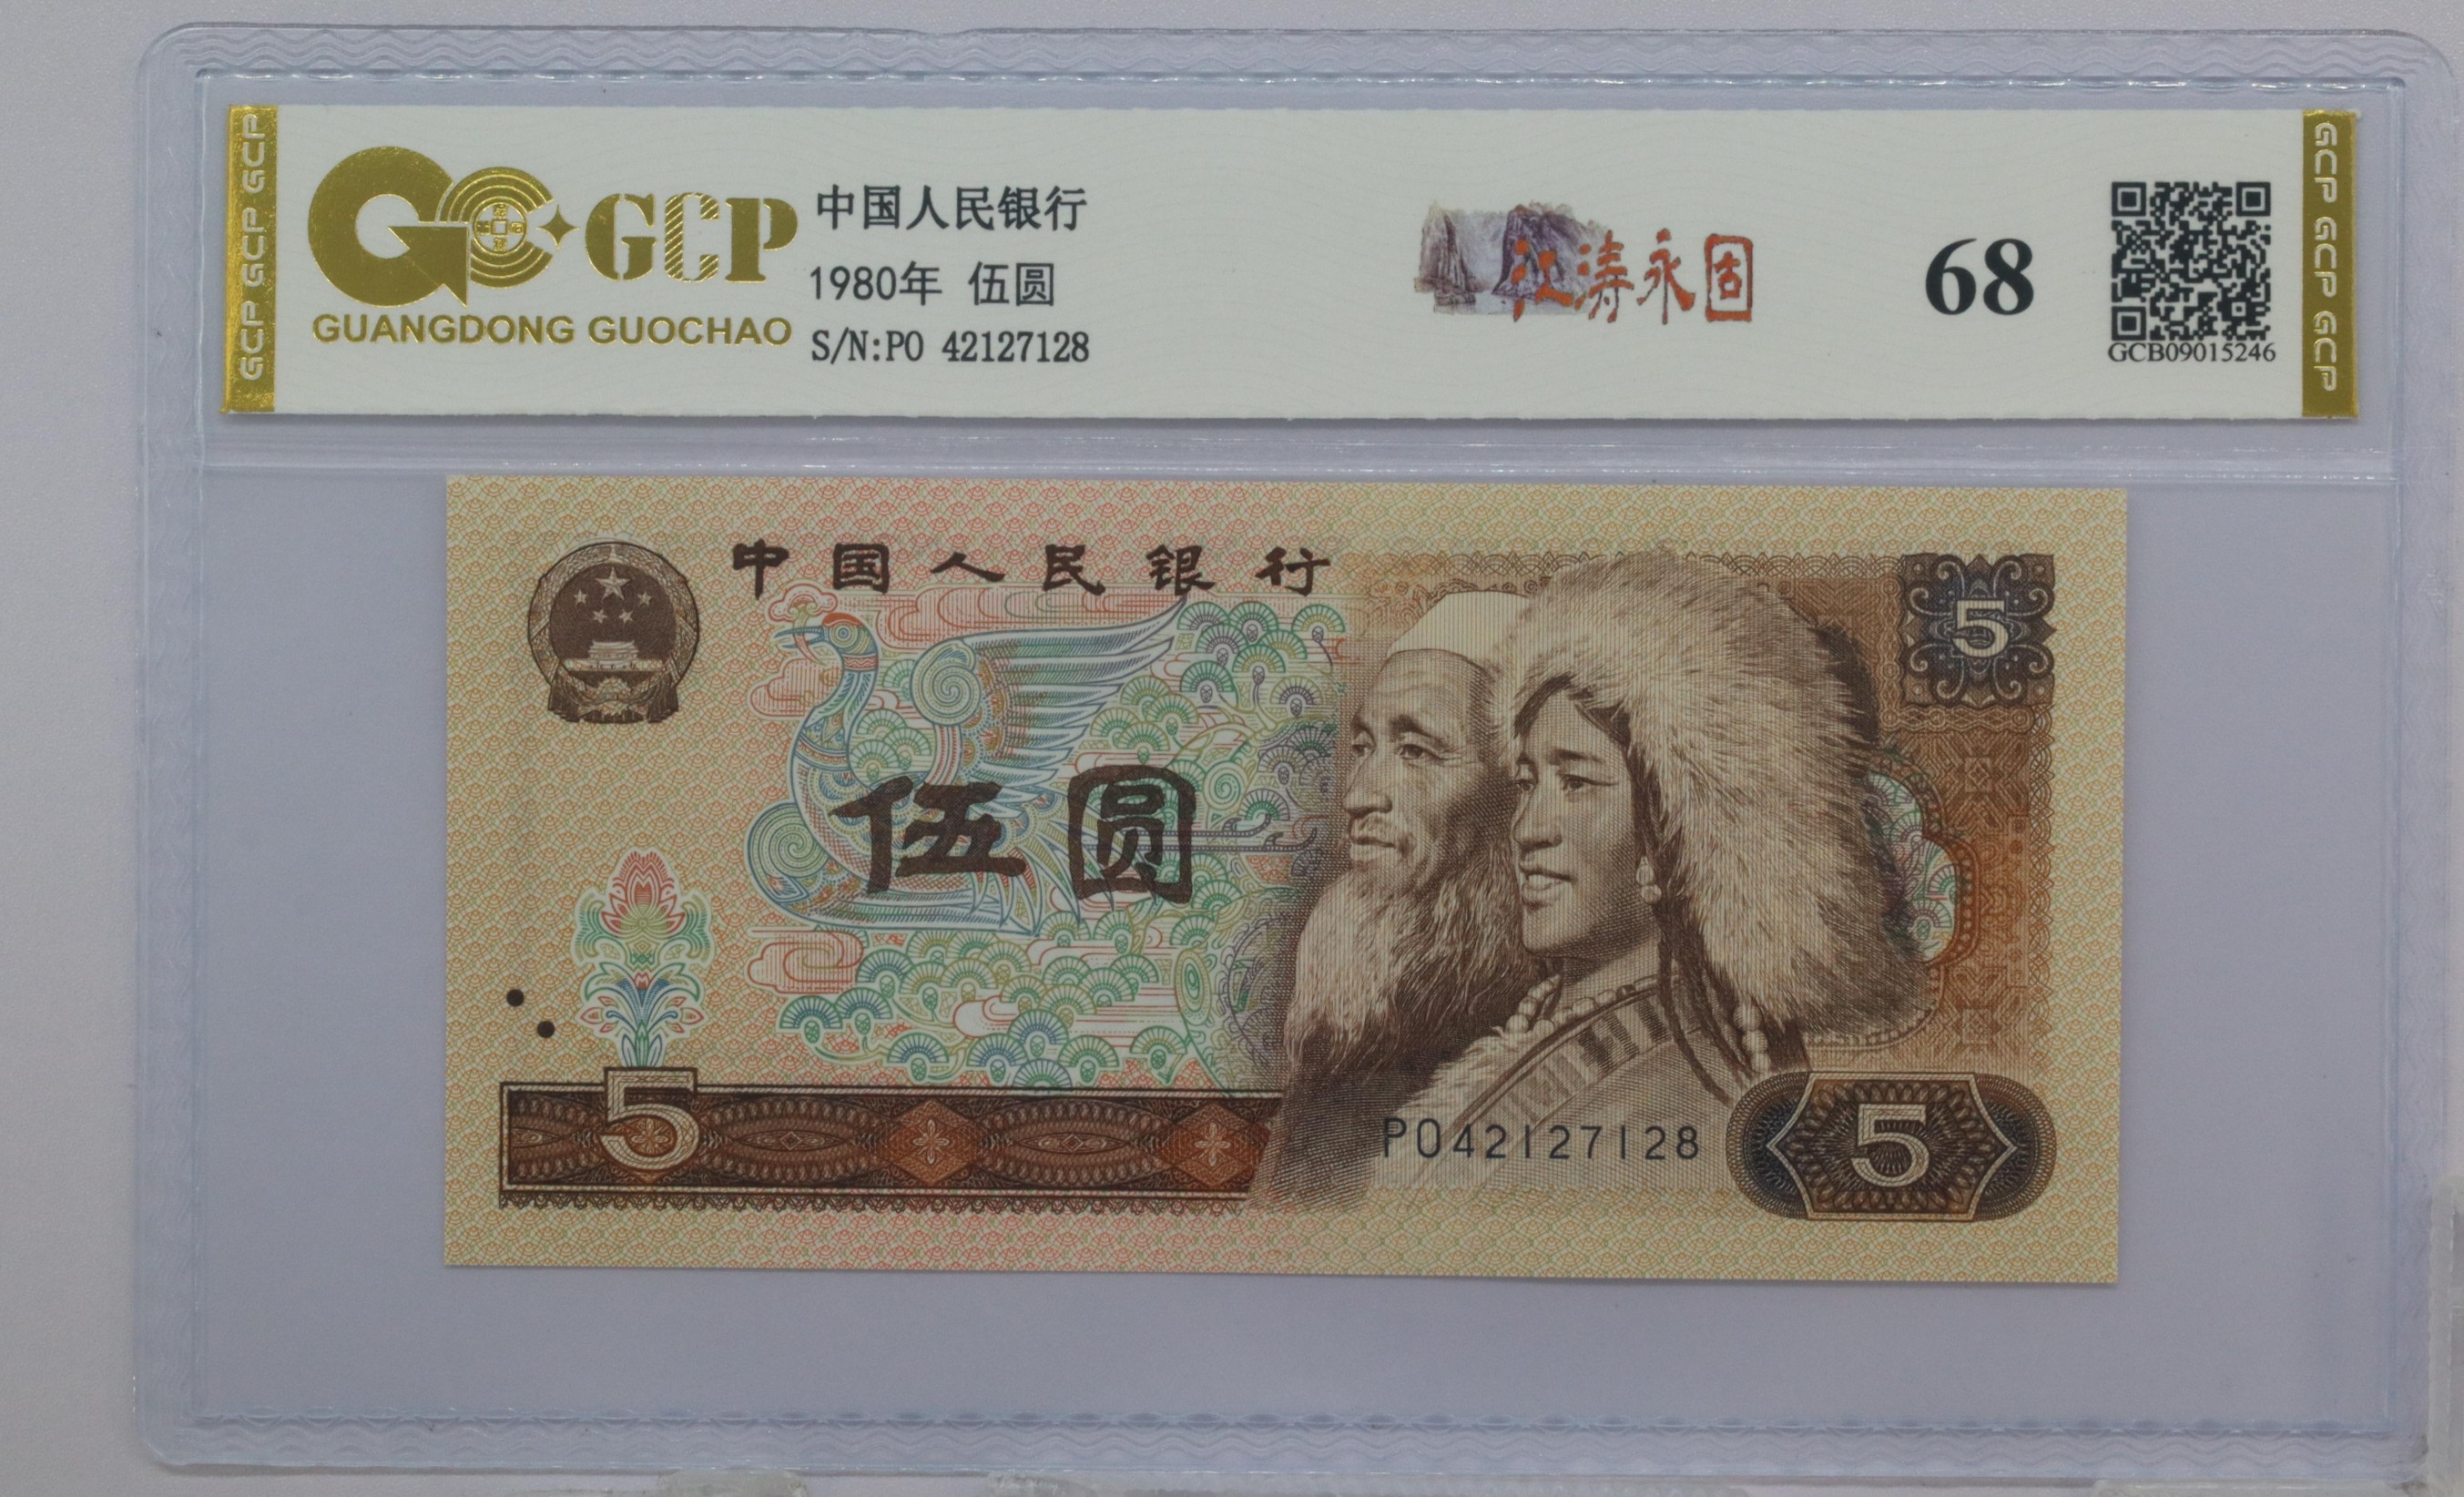 GCP GCP GCP
GCP
GUANGDONG GUOCHAO
中国人民银行
1980年 伍圆
S/N:PO 42127128
江涛永固
68
GCB09015246
GCP GCP GCP
中国人民银行
5
伍圆
5
PO42127128
5